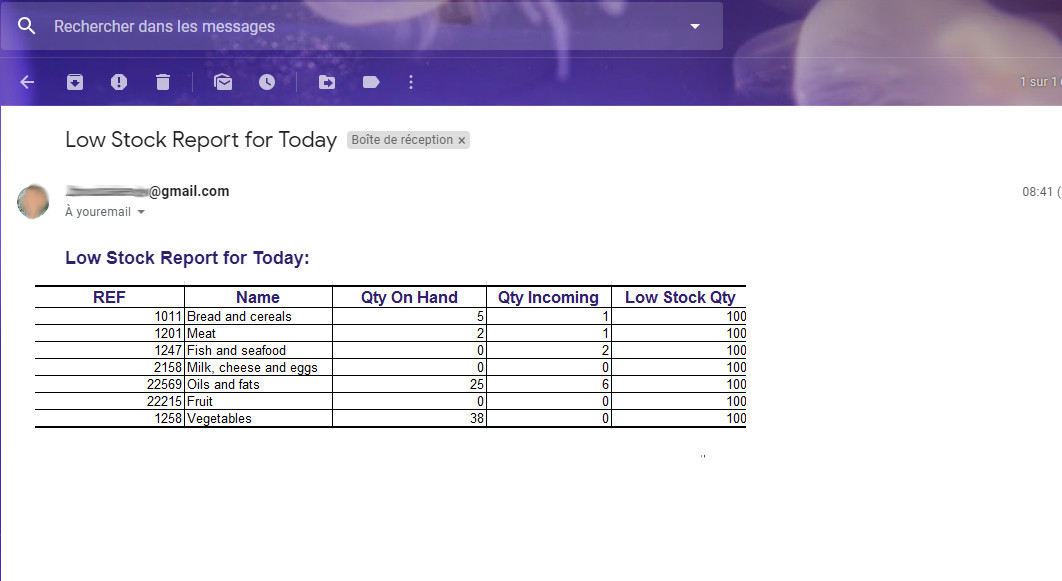 Rechercher dans les messages
1 sur 1
Low Stock Report for Today Boîte de réception ×
@gmail.com 08:41 (
À youremail
Low Stock Report for Today:
REF Name Qty On Hand Qty Incoming Low Stock Qty
1011 Bread and cereals 5 1 100
1201 Meat 2 1 100
1247 Fish and seafood 0 2 100
2158 Milk, cheese and eggs 0 0 100
22569 Oils and fats 25 6 100
22215 Fruit 0 0 100
1258 Vegetables 38 0 100